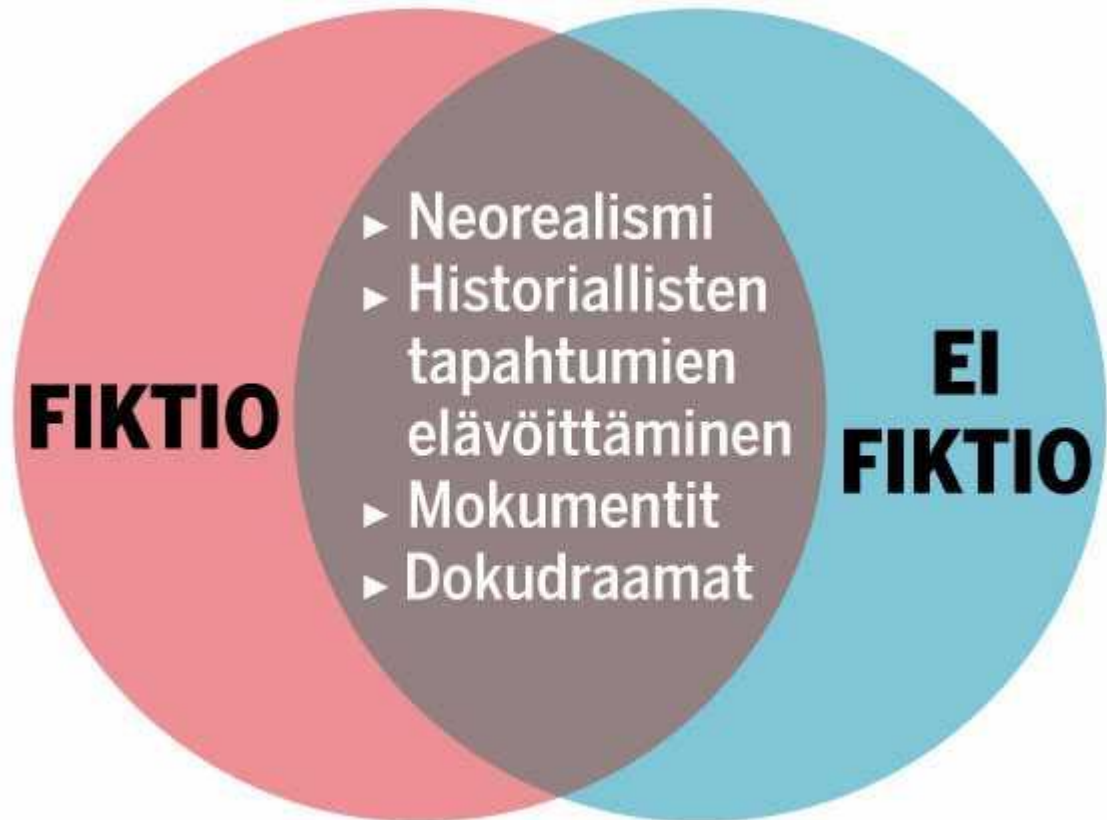 FIKTIO
▸ Neorealismi
▸ Historiallisten
tapahtumien
elävöittäminen
▸ Mokumentit
▸ Dokudraamat
EI
FIKTIO